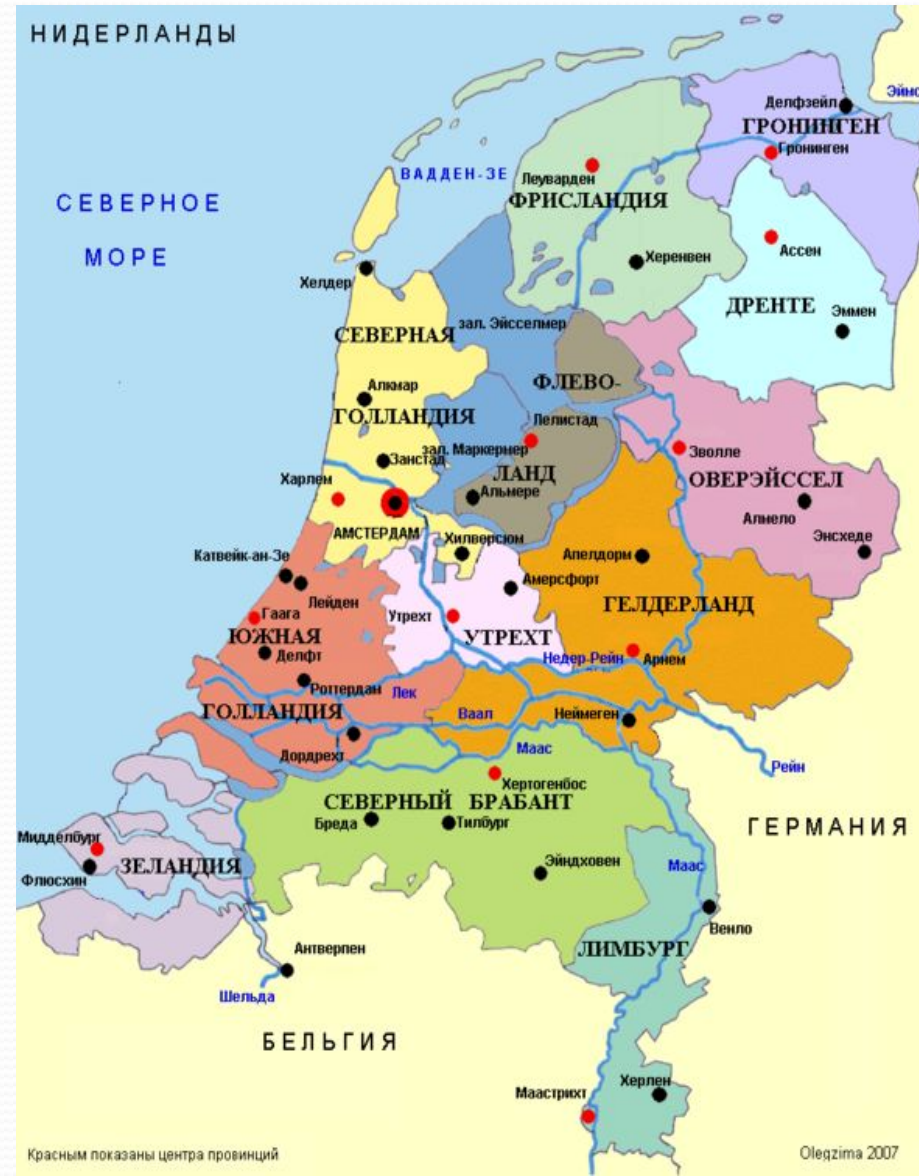 НИДЕРЛАНДЫ
Эймс
Делфзейл
ГРОНИНГЕН
Гронинген
ВАДДЕН-ЗЕ
Леуварден
ФРИСЛАНДИЯ
СЕВЕРНОЕ
МОРЕ
Ассен
Херенвен
Хелдер
ДРЕНТЕ
Эммен
зал. Эйсселмер
СЕВЕРНАЯ
Алкмар
ФЛЕВО-
ГОЛЛАНДИЯ
Лелистад
зал. Маркермер
Занстад
Зволле
ЛАНД
Харлем
ОВЕРЭЙССЕЛ
Альмере
Алмело
АМСТЕРДАМ
Хилверсюм
Энсхеде
Катвейк-ан-Зе
Апелдорм
Амерсфорт
Лейден
ГЕЛДЕРЛАНД
Гаага
Утрехт
ЮЖНАЯ
УТРЕХТ
Делфт
Недер-Рейн
Арнем
Роттердам
Лек
ГОЛЛАНДИЯ
Ваал
Неймеген
Дордрехт
Маас
Рейн
Хертогенбос
СЕВЕРНЫЙ БРАБАНТ
Бреда
Тилбург
ГЕРМАНИЯ
Мидделбург
ЗЕЛАНДИЯ
Эйндховен
Маас
Флюсхин
Венло
Антверпен
ЛИМБУРГ
Шельда
БЕЛЬГИЯ
Маастрихт
Херлен
Красным показаны центра провинций
Olegzima 2007